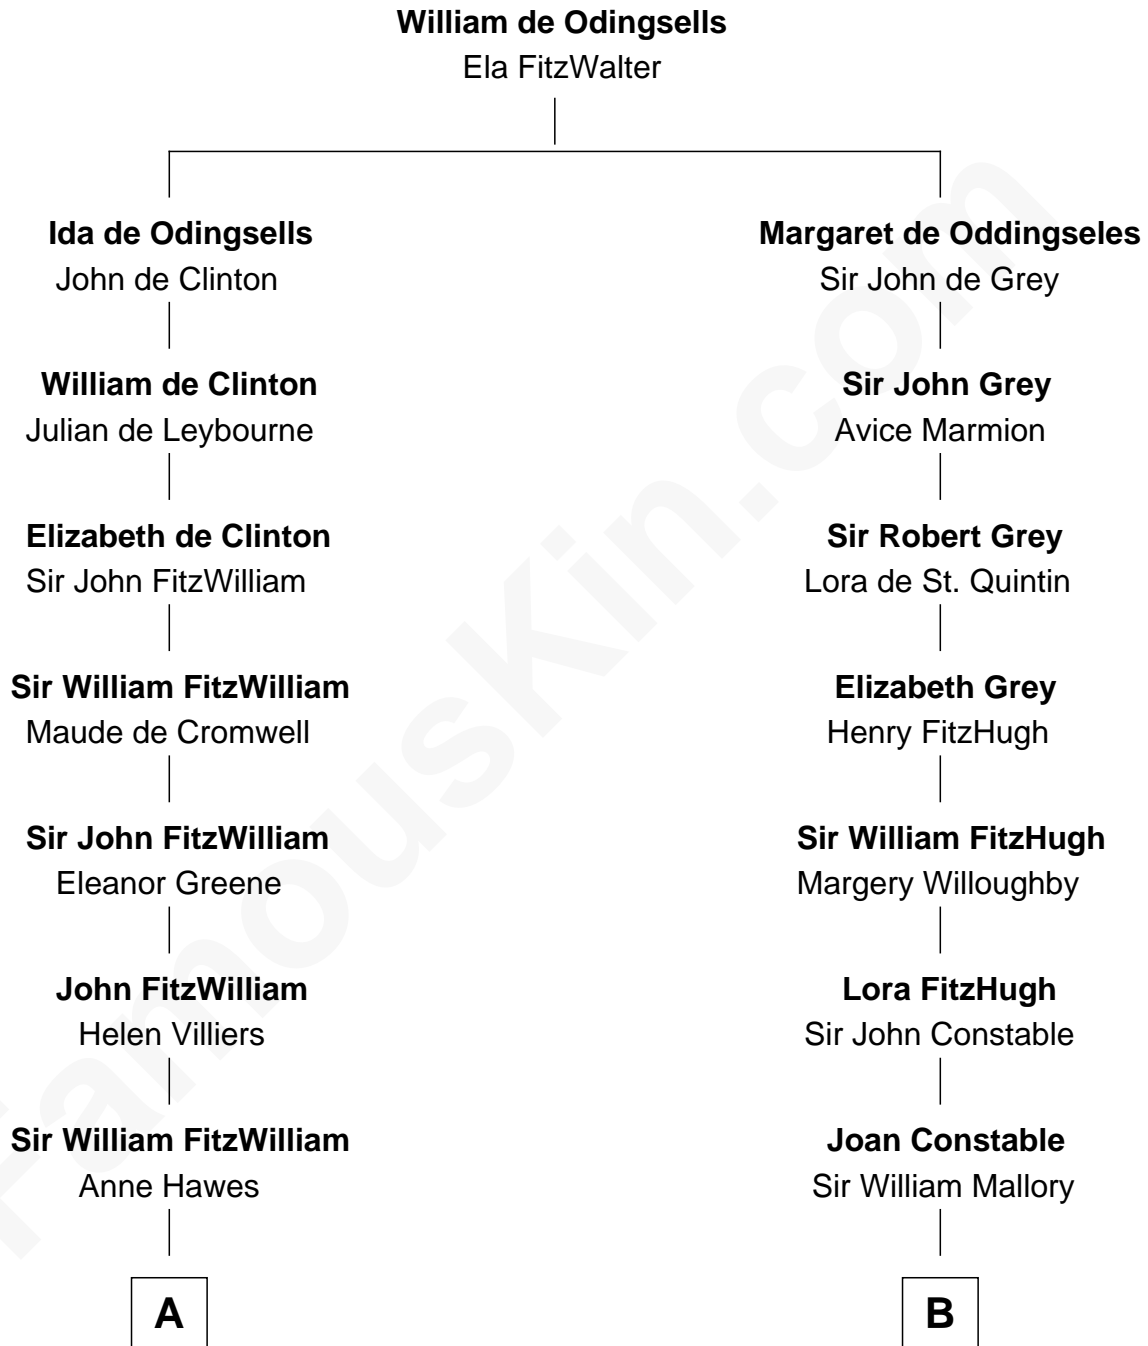 William de Odingsells
Ela FitzWalter
Ida de Odingsells
John de Clinton
Margaret de Oddingseles
Sir John de Grey
William de Clinton
Julian de Leybourne
Sir John Grey
Avice Marmion
Elizabeth de Clinton
Sir John FitzWilliam
Sir Robert Grey
Lora de St. Quintin
Sir William FitzWilliam
Maude de Cromwell
Elizabeth Grey
Henry FitzHugh
Sir John FitzWilliam
Eleanor Greene
Sir William FitzHugh
Margery Willoughby
John FitzWilliam
Helen Villiers
Lora FitzHugh
Sir John Constable
Sir William FitzWilliam
Anne Hawes
Joan Constable
Sir William Mallory
A
B
FamousKin.com